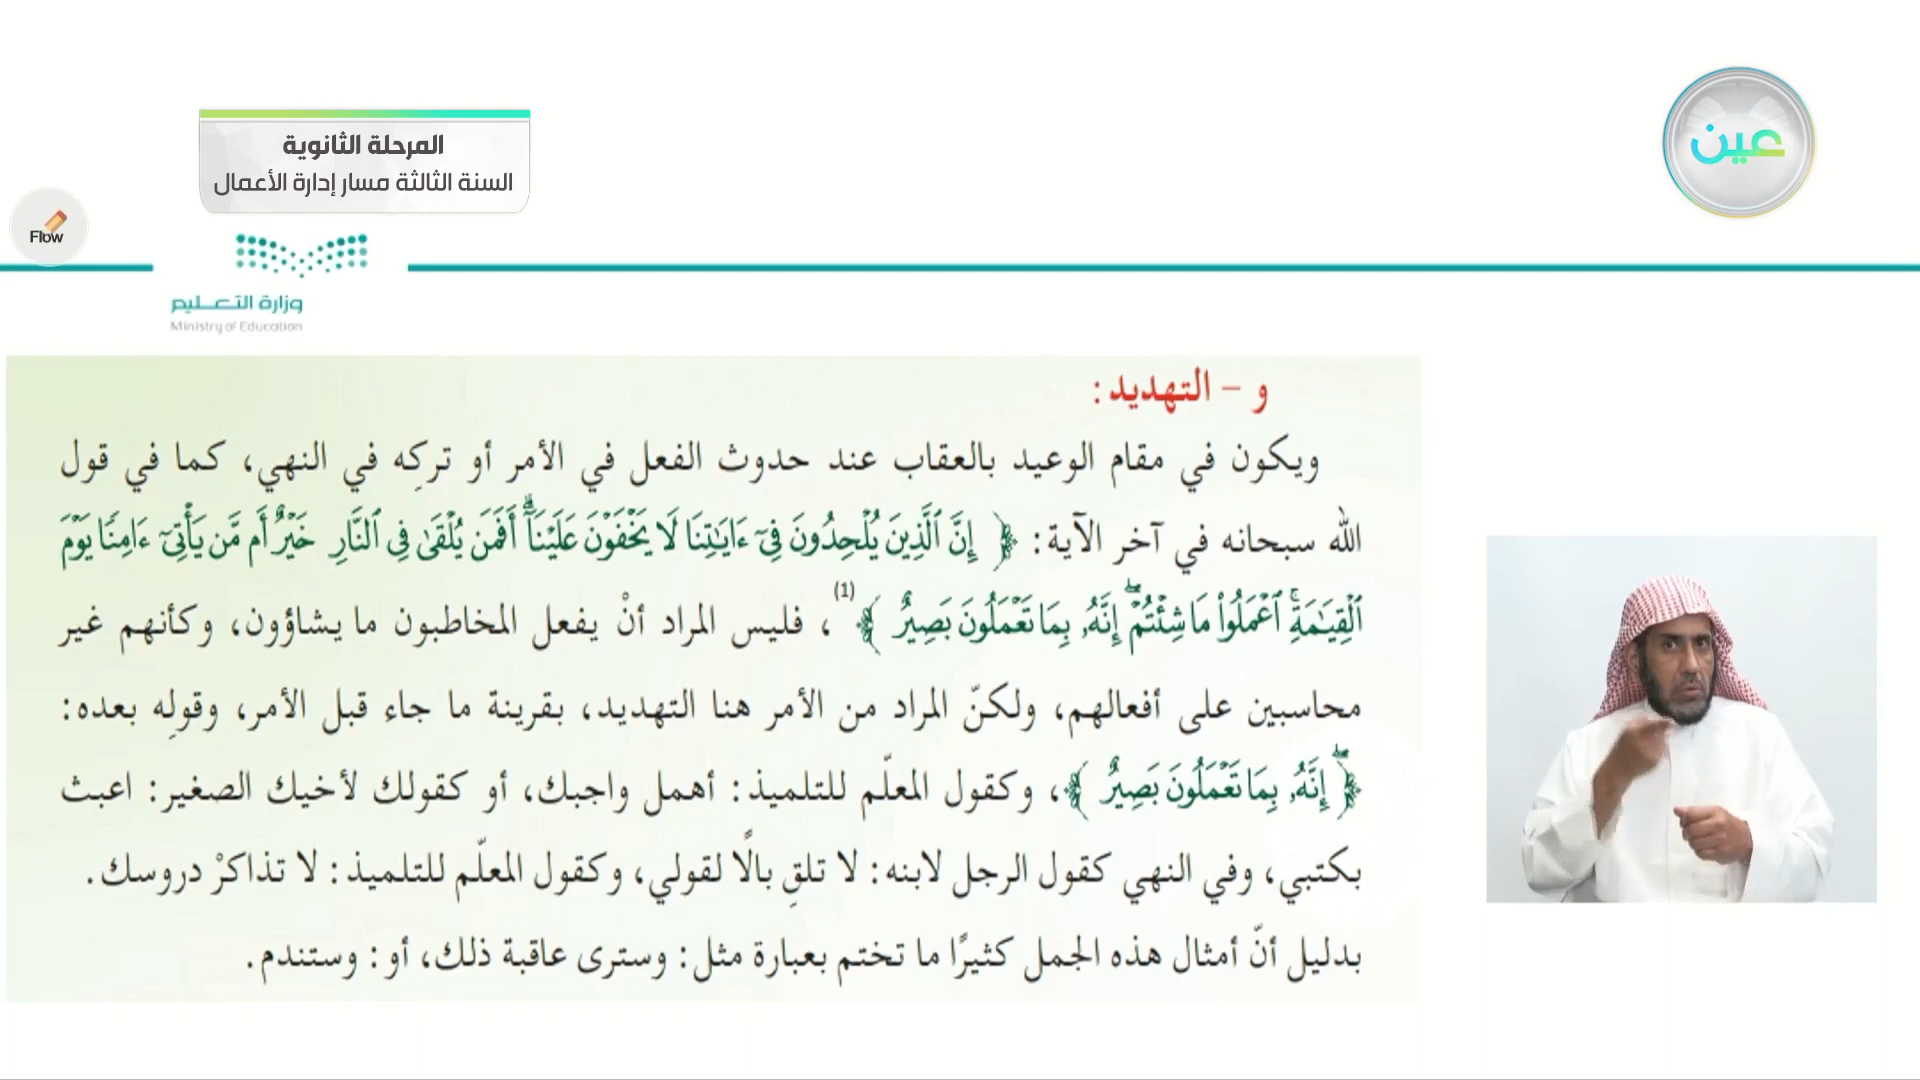 المرحلة الثانوية
السنة الثالثة مسار إدارة الأعمال
عين
Flow
وزارة التعليم
Ministry of Education
و – التهديد :
ويكون في مقام الوعيد بالعقاب عند حدوث الفعل في الأمر أو تركِه في النهي، كما في قول
الله سبحانه في آخر الآية : ﴿ إِنَّ ٱلَّذِينَ يُلْحِدُونَ فِىٓ ءَايَٰتِنَا لَا يَخْفَوْنَ عَلَيْنَآ ۗ أَفَمَن يُلْقَىٰ فِى ٱلنَّارِ خَيْرٌ أَم مَّن يَأْتِىٓ ءَامِنًا يَوْمَ
ٱلْقِيَٰمَةِ ۚ ٱعْمَلُوا۟ مَا شِئْتُمْ ۖ إِنَّهُۥ بِمَا تَعْمَلُونَ بَصِيرٌ ﴾(1) ، فليس المراد أنْ يفعل المخاطبون ما يشاؤون، وكأنهم غير
محاسبين على أفعالهم، ولكنّ المراد من الأمر هنا التهديد، بقرينة ما جاء قبل الأمر، وقولِه بعده:
﴿ ۖ إِنَّهُۥ بِمَا تَعْمَلُونَ بَصِيرٌ ﴾، وكقول المعلّم للتلميذ: أهمل واجبك، أو كقولك لأخيك الصغير: اعبث
بكتبي، وفي النهي كقول الرجل لابنه: لا تلقِ بالًا لقولي، وكقول المعلّم للتلميذ: لا تذاكرْ دروسك.
بدليل أنّ أمثال هذه الجمل كثيرًا ما تختم بعبارة مثل: وسترى عاقبة ذلك، أو: وستندم.